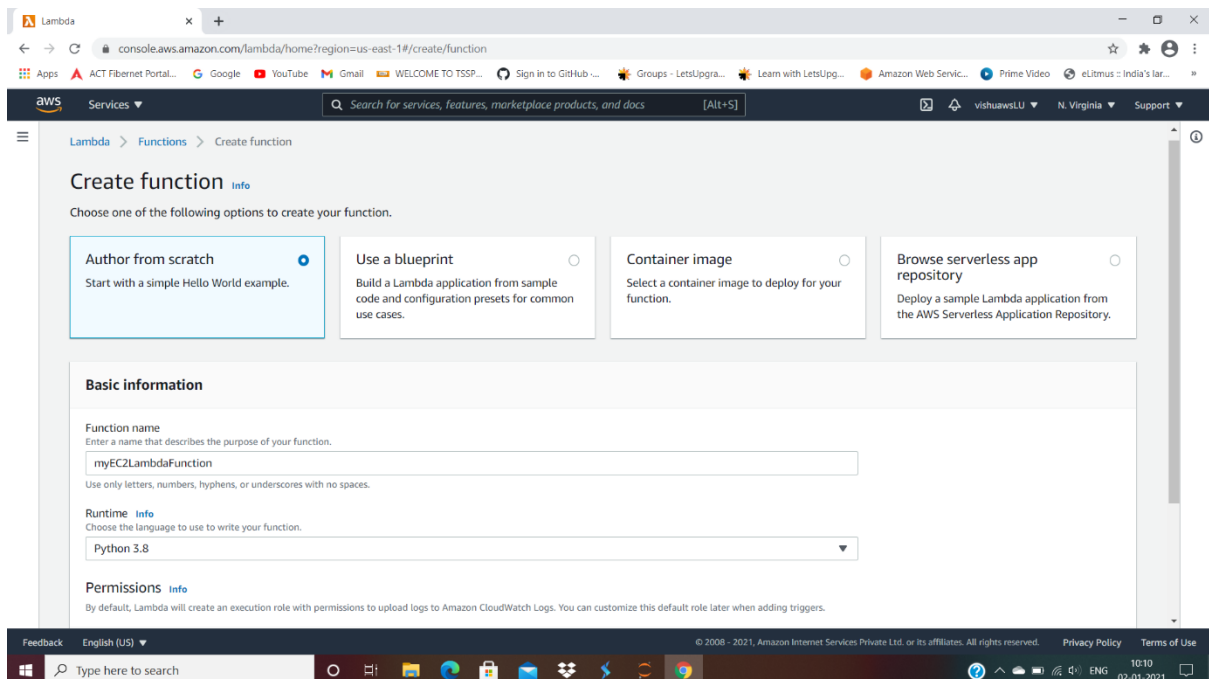 Lambda
console.aws.amazon.com/lambda/home?region=us-east-1#/create/function
Apps ACT Fibernet Portal... Google YouTube Gmail WELCOME TO TSSP... Sign in to GitHub ·... Groups - LetsUpgra... Learn with LetsUpg... Amazon Web Servic... Prime Video eLitmus :: India's lar... »
aws Services ▼ Search for services, features, marketplace products, and docs [Alt+S] vishuawsLU ▼ N. Virginia ▼ Support ▼
Lambda > Functions > Create function
Create function Info
Choose one of the following options to create your function.
Author from scratch
Start with a simple Hello World example.
Use a blueprint
Build a Lambda application from sample
code and configuration presets for common
use cases.
Container image
Select a container image to deploy for your
function.
Browse serverless app
repository
Deploy a sample Lambda application from
the AWS Serverless Application Repository.
Basic information
Function name
Enter a name that describes the purpose of your function.
myEC2LambdaFunction
Use only letters, numbers, hyphens, or underscores with no spaces.
Runtime Info
Choose the language to use to write your function.
Python 3.8
Permissions Info
By default, Lambda will create an execution role with permissions to upload logs to Amazon CloudWatch Logs. You can customize this default role later when adding triggers.
Feedback English (US) ▼ © 2008 - 2021, Amazon Internet Services Private Ltd. or its affiliates. All rights reserved. Privacy Policy Terms of Use
Type here to search ENG 10:10
02-01-2021